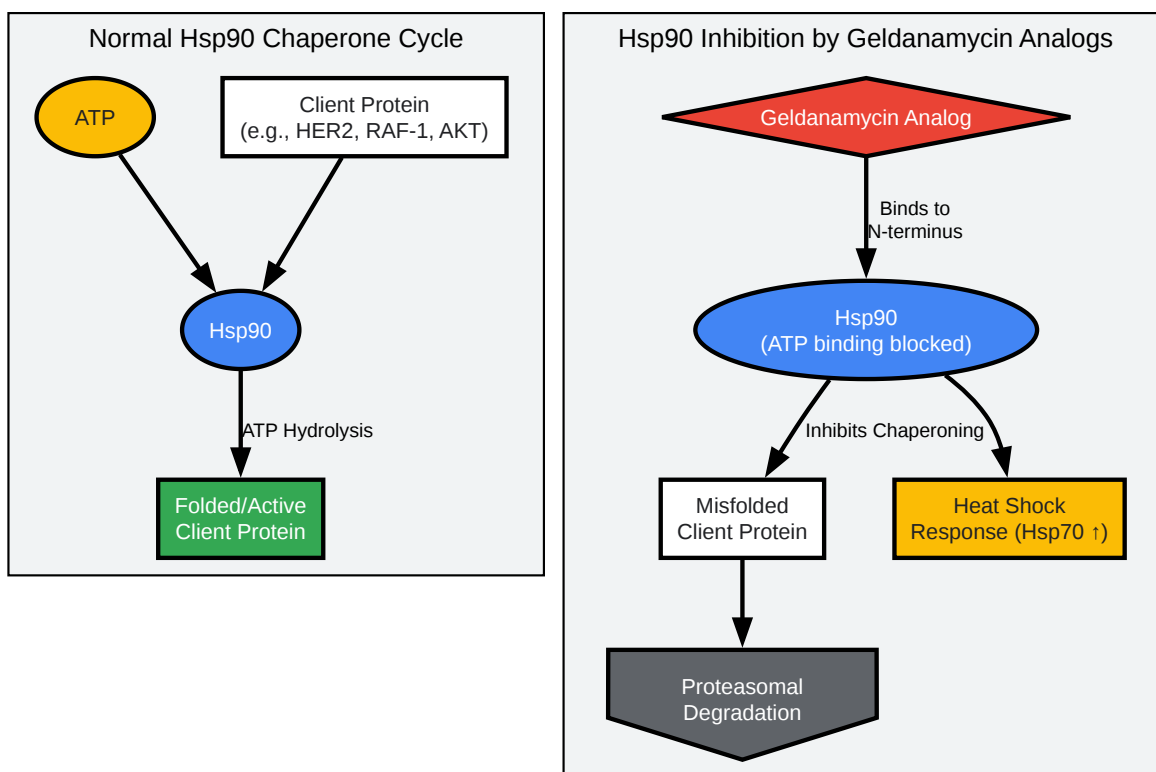 Normal Hsp90 Chaperone Cycle
ATP
Client Protein
(e.g., HER2, RAF-1, AKT)
Hsp90
ATP Hydrolysis
Folded/Active
Client Protein
Hsp90 Inhibition by Geldanamycin Analogs
Geldanamycin Analog
Binds to
N-terminus
Hsp90
(ATP binding blocked)
Inhibits Chaperoning
Misfolded
Client Protein
Heat Shock
Response (Hsp70 ↑)
Proteasomal
Degradation